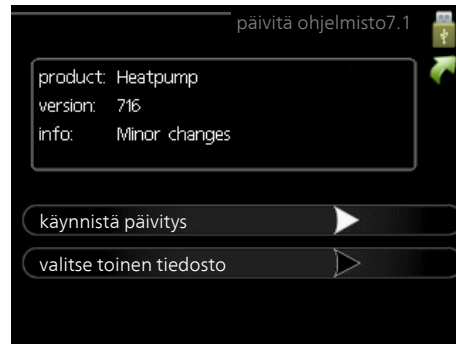 päivitä ohjelmisto7.1
product: Heatpump
version: 716
info: Minor changes
käynnistä päivitys
valitse toinen tiedosto